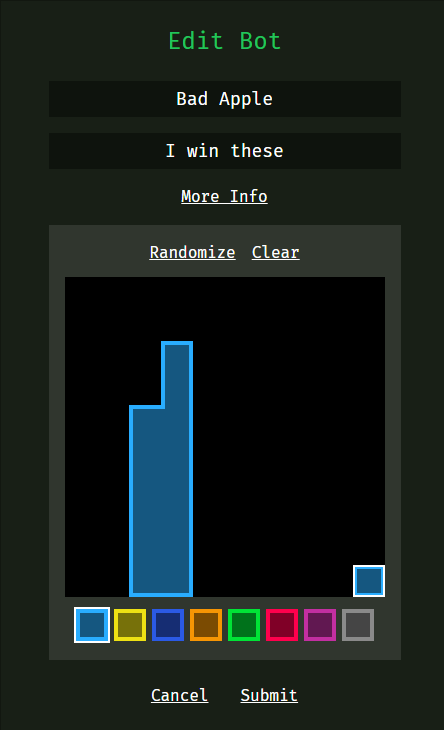 Edit Bot
Bad Apple
I win these
More Info
Randomize Clear
Cancel Submit